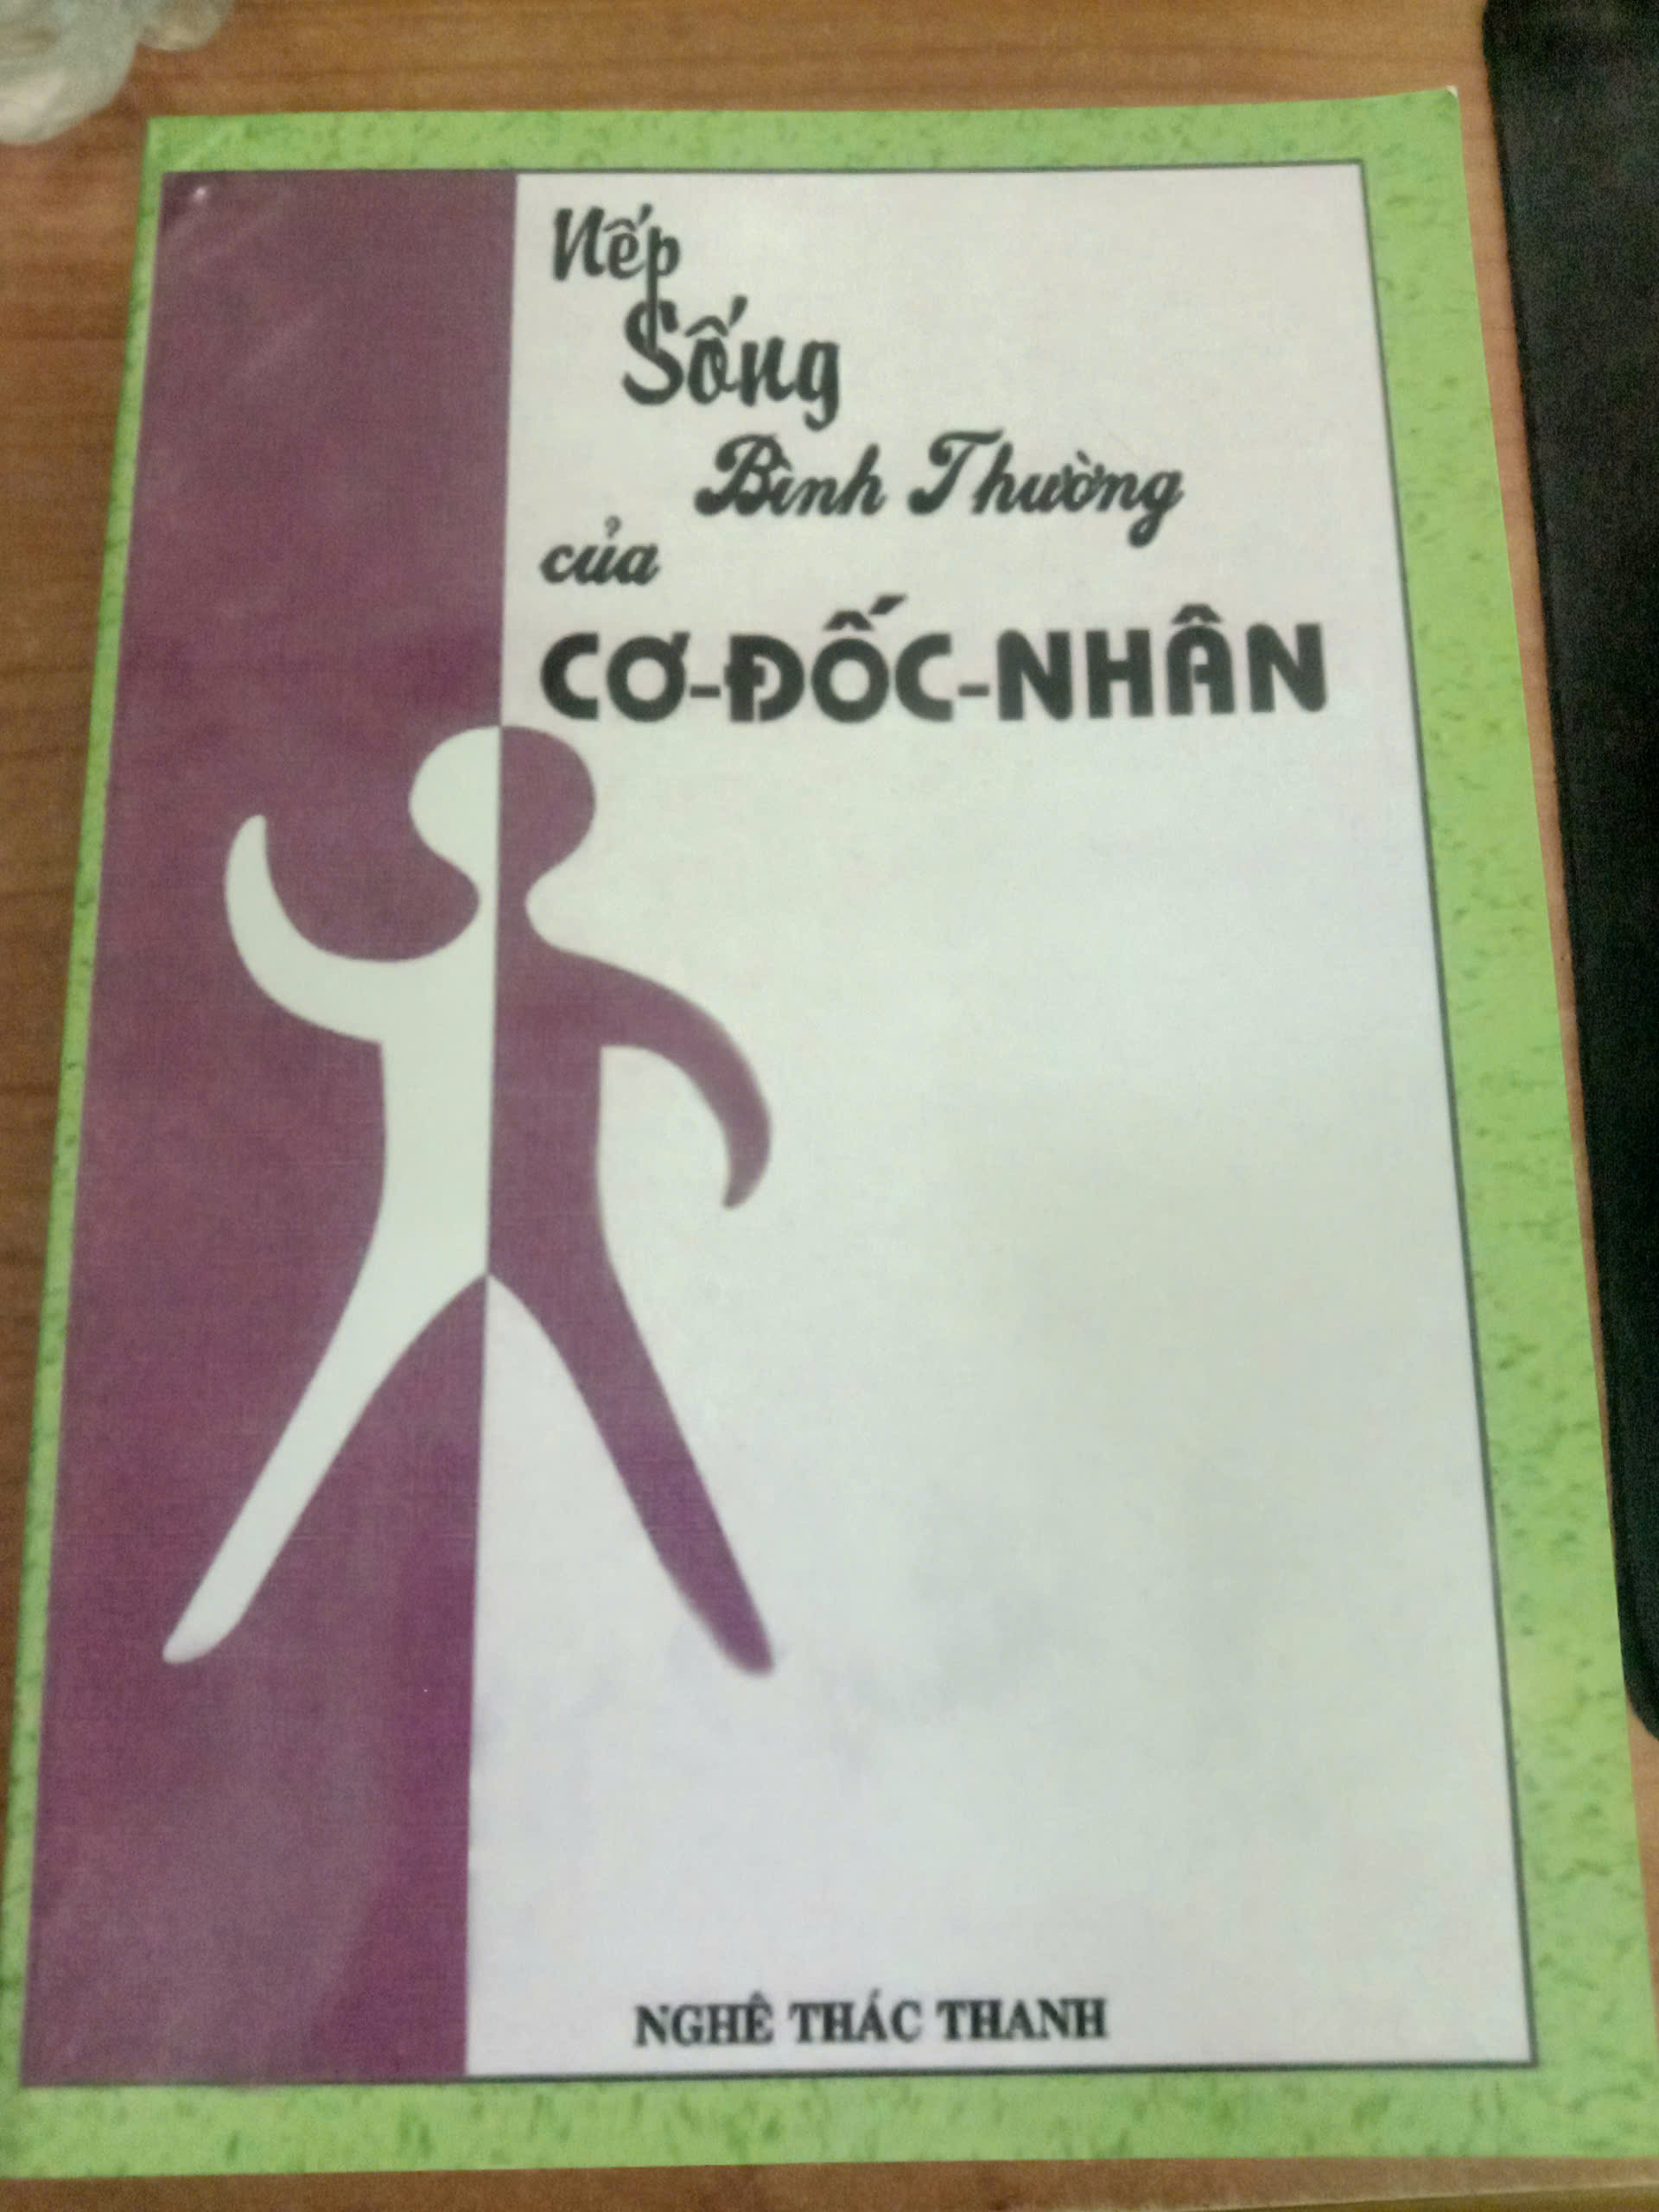 Nếp
Sống
Bình Thường
của
CƠ-ĐỐC-NHÂN
NGHÊ THÁC THANH